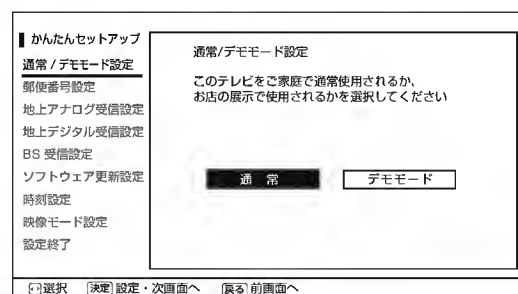 かんたんセットアップ
通常 / デモモード設定
郵便番号設定
地上アナログ受信設定
地上デジタル受信設定
BS 受信設定
ソフトウェア更新設定
時刻設定
映像モード設定
設定終了
通常/デモモード設定
このテレビをご家庭で通常使用されるか、
お店の展示で使用されるかを選択してください
通 常 デモモード
選択 決定 設定・次画面へ 戻る 前画面へ